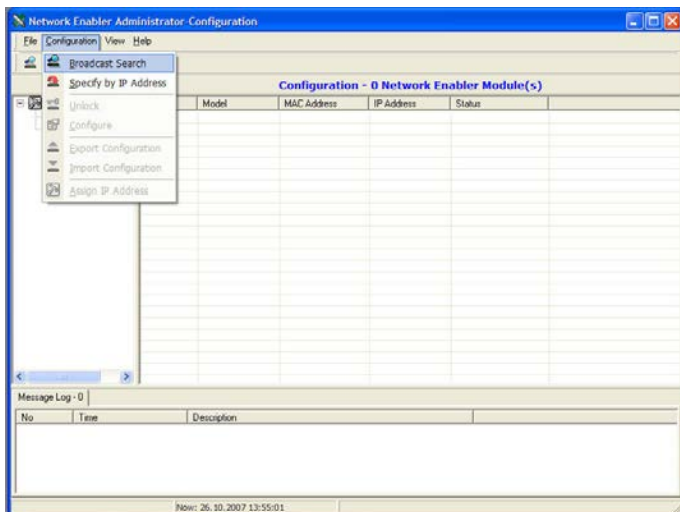 Network Enabler Administrator-Configuration
File Configuration View Help
Broadcast Search
Specify by IP Address
Unlock
Configure
Export Configuration
Import Configuration
Assign IP Address
Configuration - 0 Network Enabler Module(s)
Model MAC Address IP Address Status
Message Log - 0
No Time Description
Now: 26.10.2007 13:55:01